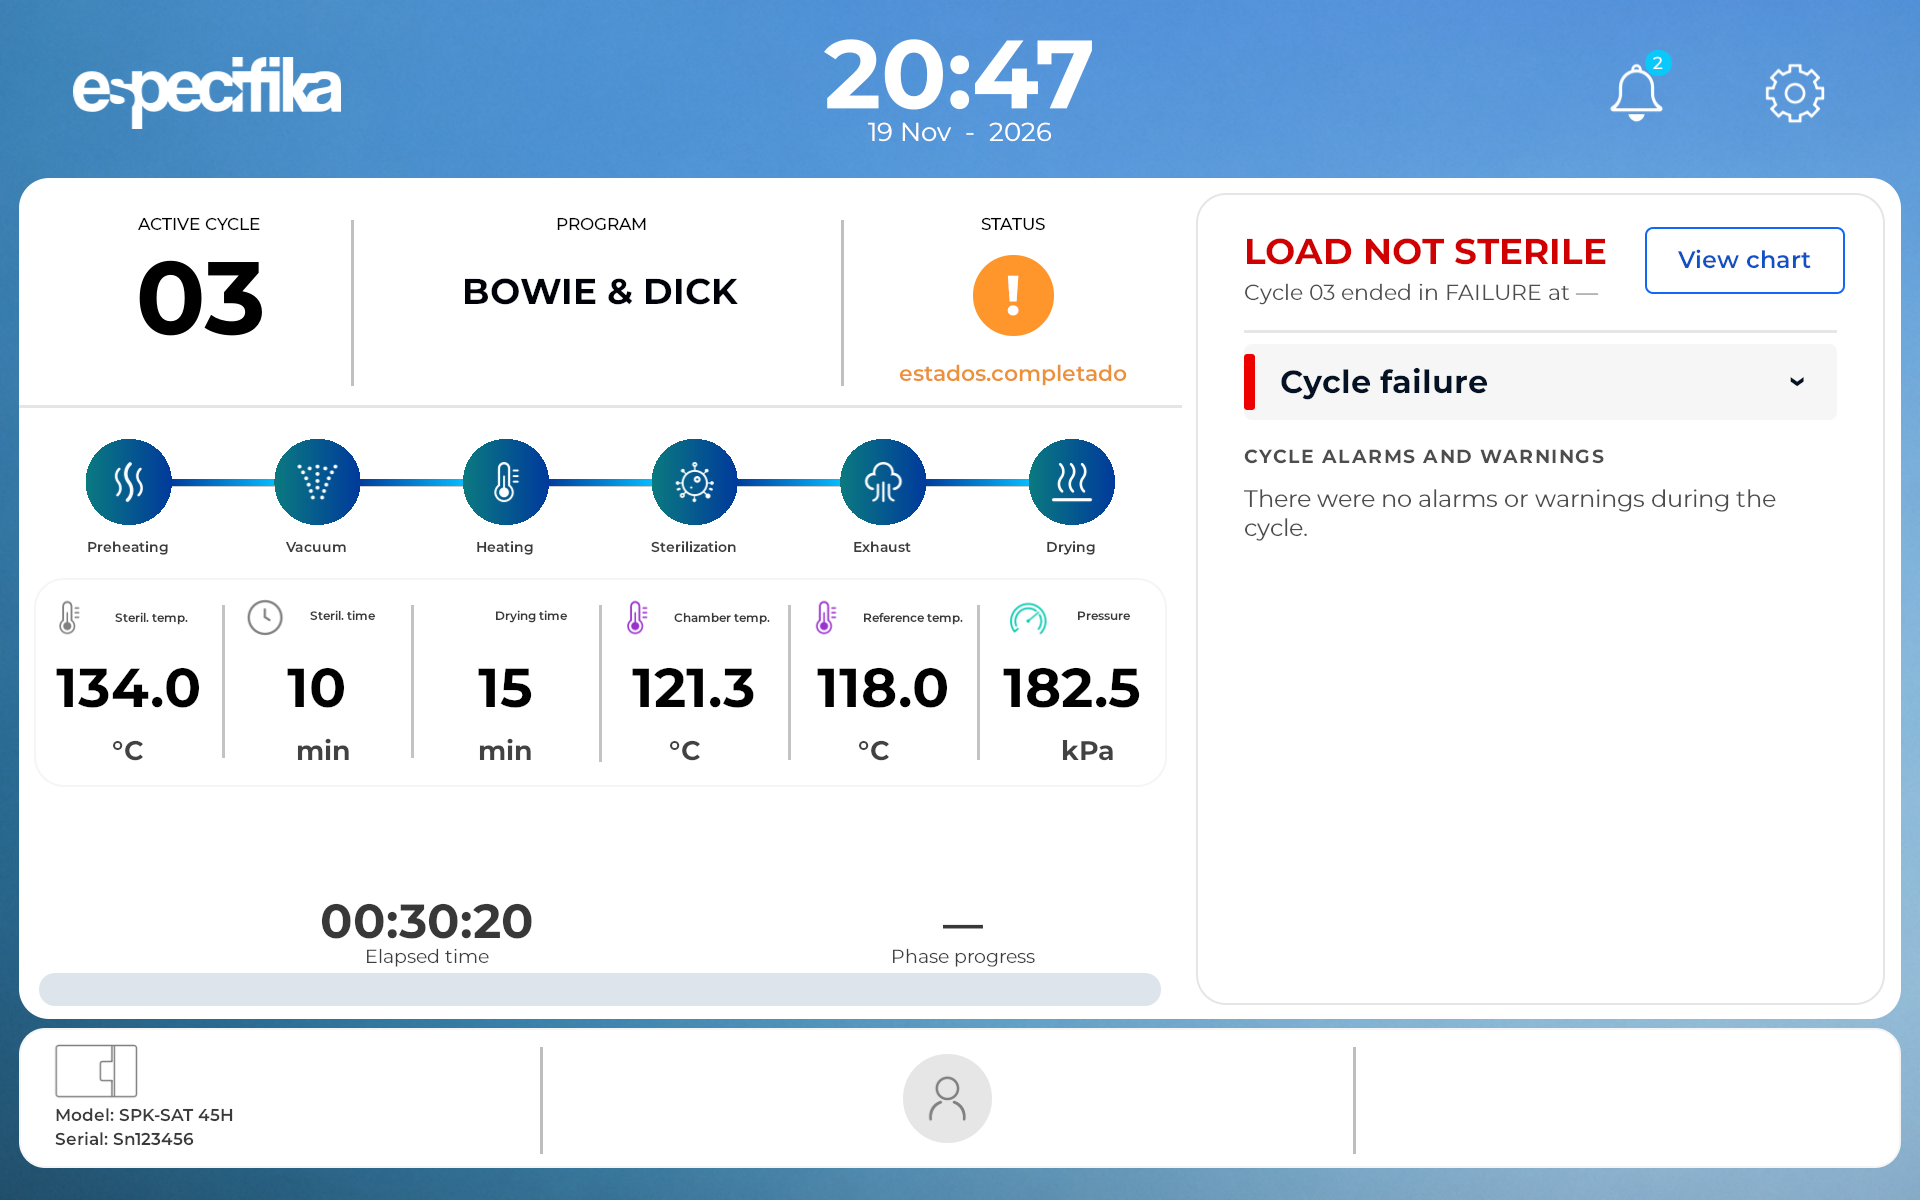 especifika
20:47
19 Nov - 2026
2
ACTIVE CYCLE
03
PROGRAM
BOWIE & DICK
STATUS
!
estados.completado
LOAD NOT STERILE
Cycle 03 ended in FAILURE at —
View chart
Cycle failure
CYCLE ALARMS AND WARNINGS
There were no alarms or warnings during the
cycle.
Preheating
Vacuum
Heating
Sterilization
Exhaust
Drying
Steril. temp.
134.0
°C
Steril. time
10
min
Drying time
15
min
Chamber temp.
121.3
°C
Reference temp.
118.0
°C
Pressure
182.5
kPa
00:30:20
Elapsed time
—
Phase progress
Model: SPK-SAT 45H
Serial: Sn123456